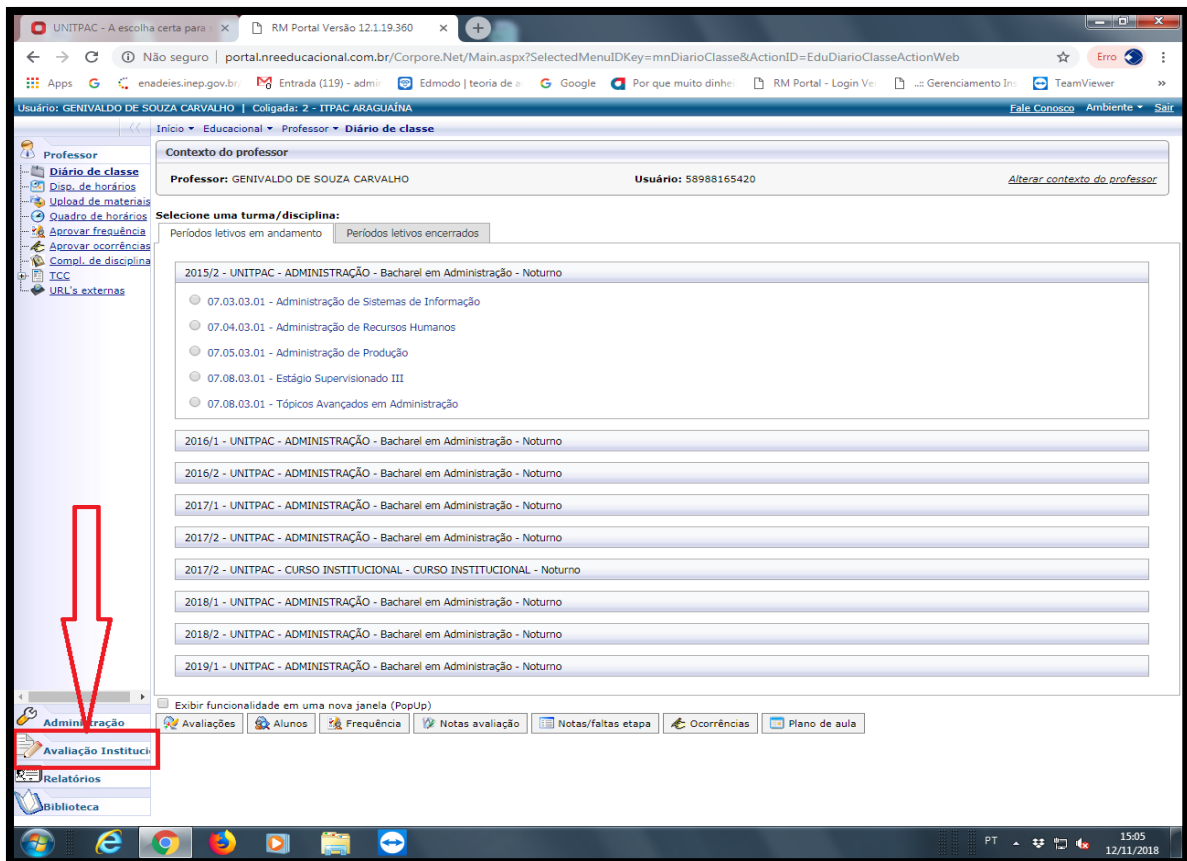 UNITPAC - A escolha certa para s
RM Portal Versão 12.1.19.360
Não seguro | portal.nreeducacional.com.br/Corpore.Net/Main.aspx?SelectedMenuIDKey=mnDiarioClasse&ActionID=EduDiarioClasseActionWeb
Erro
Apps
enadeies.inep.gov.br/
Entrada (119) - admin
Edmodo | teoria de a
Google
Por que muito dinhe
RM Portal - Login Ve
..:: Gerenciamento Ins
TeamViewer
Usuário: GENIVALDO DE SOUZA CARVALHO | Coligada: 2 - ITPAC ARAGUAÍNA
Fale Conosco Ambiente Sair
Início Educacional Professor Diário de classe
Professor
Diário de classe
Disp. de horários
Upload de materiais
Quadro de horários
Aprovar frequência
Aprovar ocorrências
Compl. de disciplina
TCC
URL's externas
Contexto do professor
Professor: GENIVALDO DE SOUZA CARVALHO
Usuário: 58988165420
Alterar contexto do professor
Selecione uma turma/disciplina:
Períodos letivos em andamento
Períodos letivos encerrados
2015/2 - UNITPAC - ADMINISTRAÇÃO - Bacharel em Administração - Noturno
07.03.03.01 - Administração de Sistemas de Informação
07.04.03.01 - Administração de Recursos Humanos
07.05.03.01 - Administração de Produção
07.08.03.01 - Estágio Supervisionado III
07.08.03.01 - Tópicos Avançados em Administração
2016/1 - UNITPAC - ADMINISTRAÇÃO - Bacharel em Administração - Noturno
2016/2 - UNITPAC - ADMINISTRAÇÃO - Bacharel em Administração - Noturno
2017/1 - UNITPAC - ADMINISTRAÇÃO - Bacharel em Administração - Noturno
2017/2 - UNITPAC - ADMINISTRAÇÃO - Bacharel em Administração - Noturno
2017/2 - UNITPAC - CURSO INSTITUCIONAL - CURSO INSTITUCIONAL - Noturno
2018/1 - UNITPAC - ADMINISTRAÇÃO - Bacharel em Administração - Noturno
2018/2 - UNITPAC - ADMINISTRAÇÃO - Bacharel em Administração - Noturno
2019/1 - UNITPAC - ADMINISTRAÇÃO - Bacharel em Administração - Noturno
Exibir funcionalidade em uma nova janela (PopUp)
Avaliações
Alunos
Frequência
Notas avaliação
Notas/faltas etapa
Ocorrências
Plano de aula
Administração
Avaliação Instituci
Relatórios
Biblioteca
PT
15:05
12/11/2018